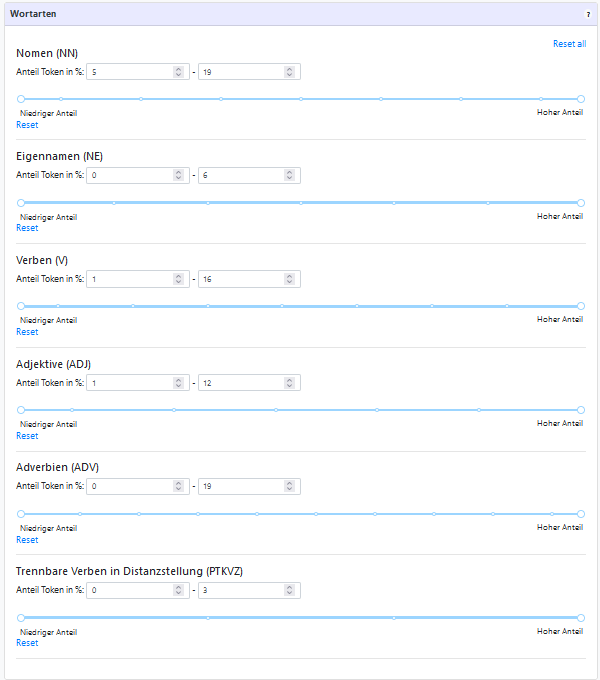 Wortarten ?
Reset all
Nomen (NN)
Anteil Token in %: 5 - 19
Niedriger Anteil Hoher Anteil
Reset
Eigennamen (NE)
Anteil Token in %: 0 - 6
Niedriger Anteil Hoher Anteil
Reset
Verben (V)
Anteil Token in %: 1 - 16
Niedriger Anteil Hoher Anteil
Reset
Adjektive (ADJ)
Anteil Token in %: 1 - 12
Niedriger Anteil Hoher Anteil
Reset
Adverbien (ADV)
Anteil Token in %: 0 - 19
Niedriger Anteil Hoher Anteil
Reset
Trennbare Verben in Distanzstellung (PTKVZ)
Anteil Token in %: 0 - 3
Niedriger Anteil Hoher Anteil
Reset